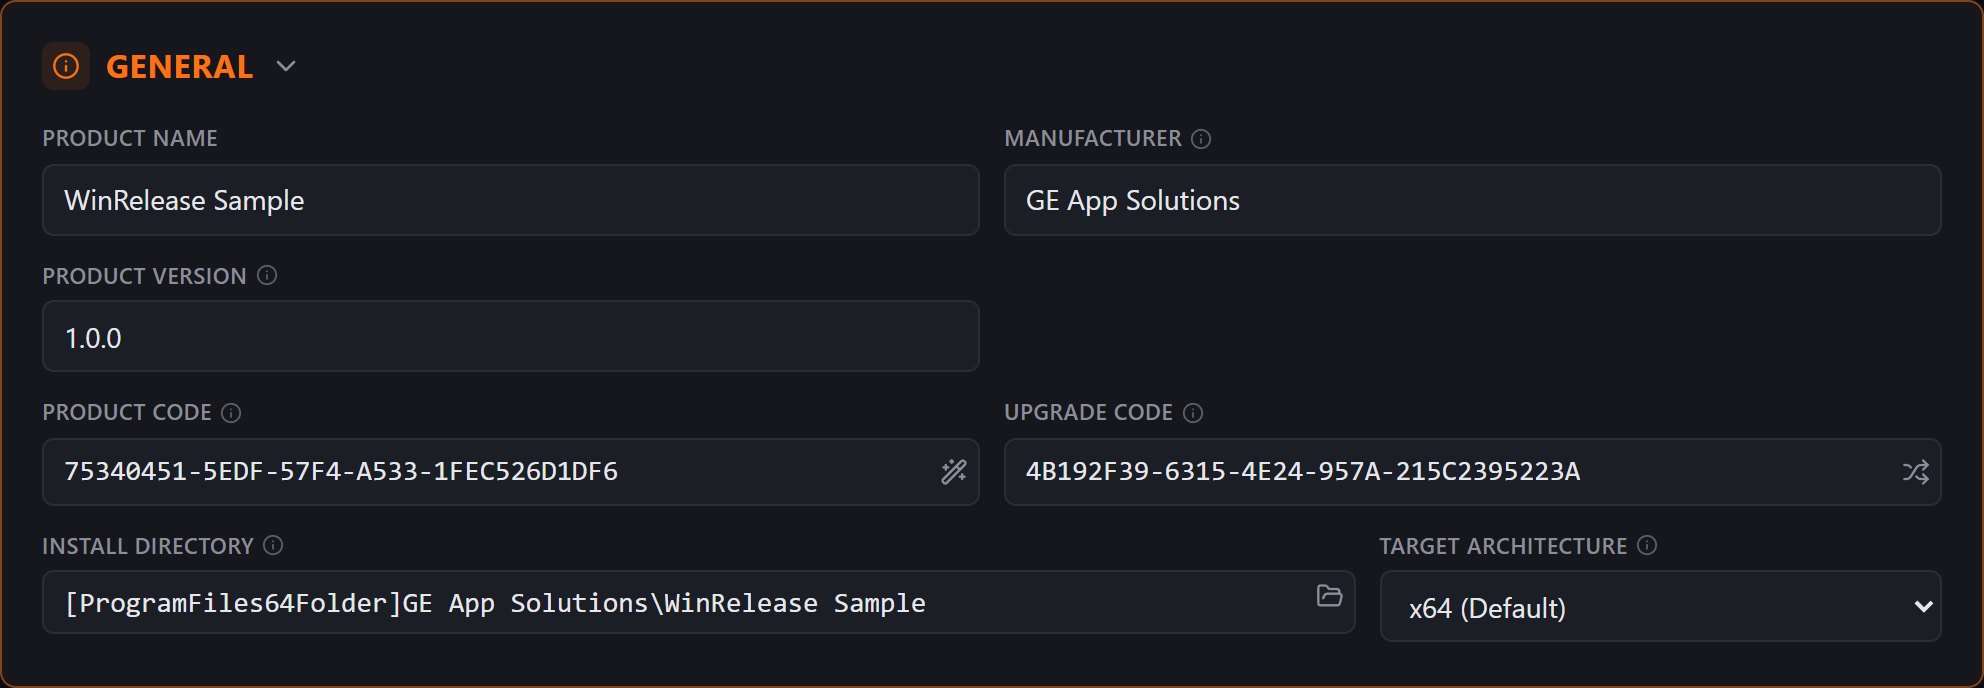 GENERAL
PRODUCT NAME
WinRelease Sample
MANUFACTURER
GE App Solutions
PRODUCT VERSION
1.0.0
PRODUCT CODE
75340451-5EDF-57F4-A533-1FEC526D1DF6
UPGRADE CODE
4B192F39-6315-4E24-957A-215C2395223A
INSTALL DIRECTORY
[ProgramFiles64Folder]GE App Solutions\WinRelease Sample
TARGET ARCHITECTURE
x64 (Default)